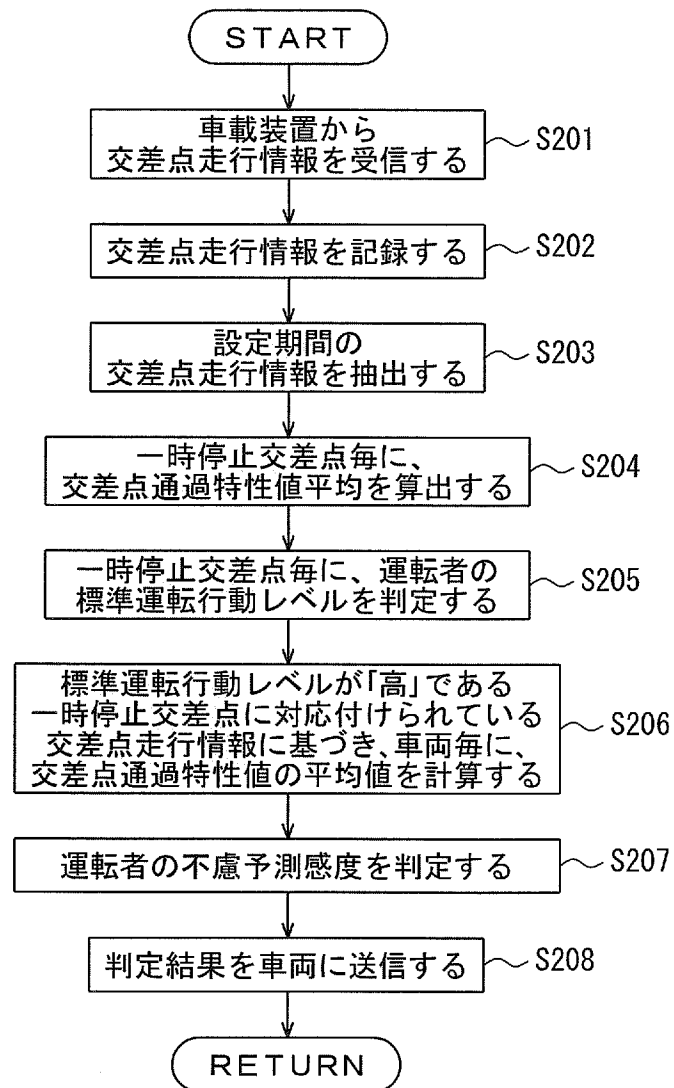 START
車載装置から
交差点走行情報を受信する
S201
交差点走行情報を記録する
S202
設定期間の
交差点走行情報を抽出する
S203
一時停止交差点毎に、
交差点通過特性値平均を算出する
S204
一時停止交差点毎に、運転者の
標準運転行動レベルを判定する
S205
標準運転行動レベルが「高」である
一時停止交差点に対応付けられている
交差点走行情報に基づき、車両毎に、
交差点通過特性値の平均値を計算する
S206
運転者の不慮予測感度を判定する
S207
判定結果を車両に送信する
S208
RETURN